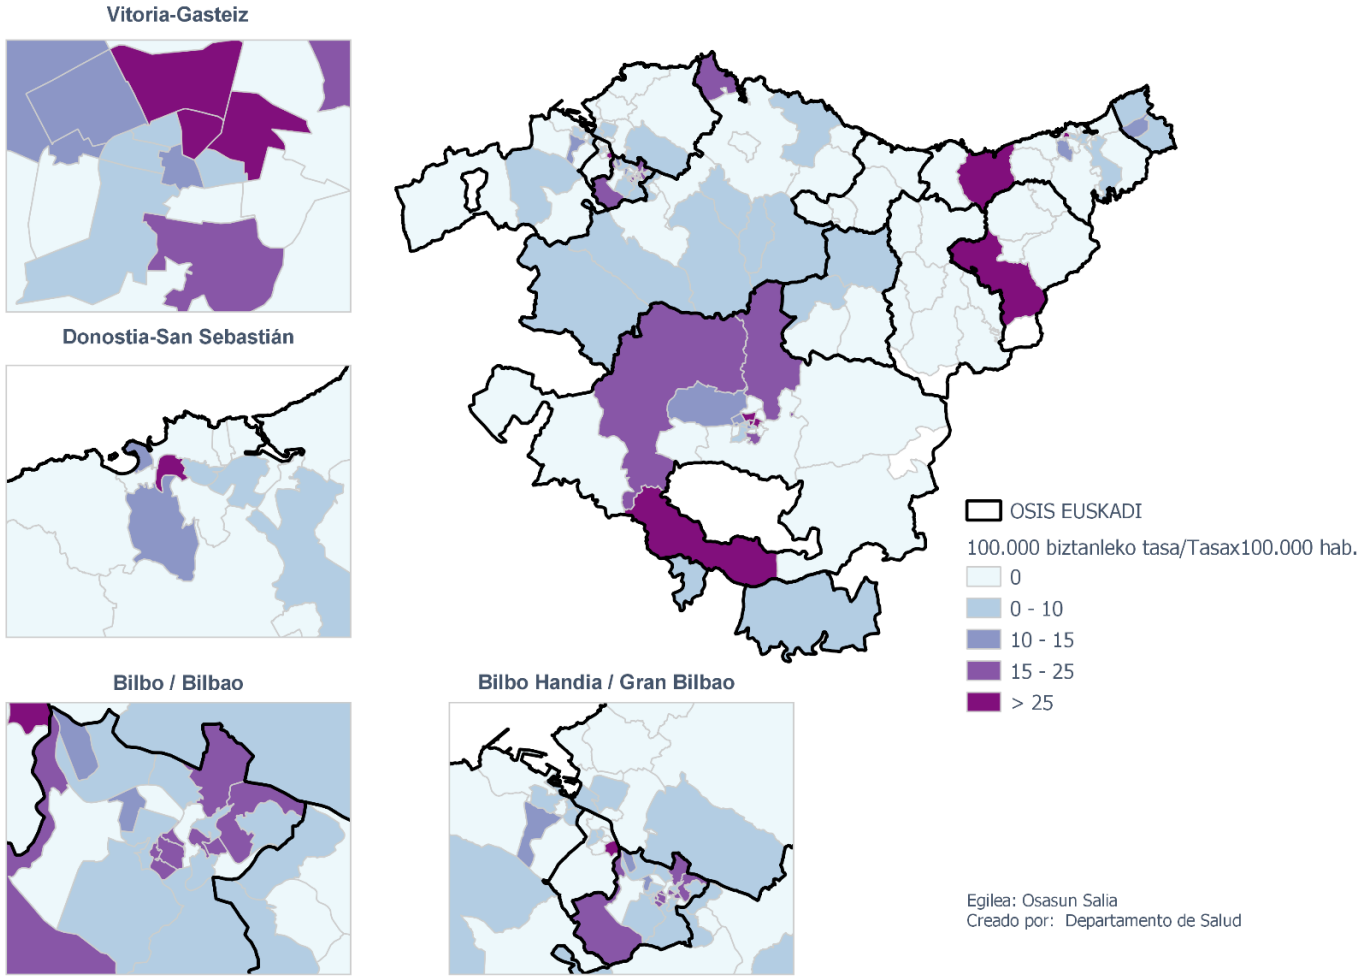 Vitoria-Gasteiz
Donostia-San Sebastián
Bilbo / Bilbao
Bilbo Handia / Gran Bilbao
OSIS EUSKADI
100.000 biztanleko tasa/Tasax100.000 hab.
0
0 - 10
10 - 15
15 - 25
> 25
Egilea: Osasun Salia
Creado por: Departamento de Salud